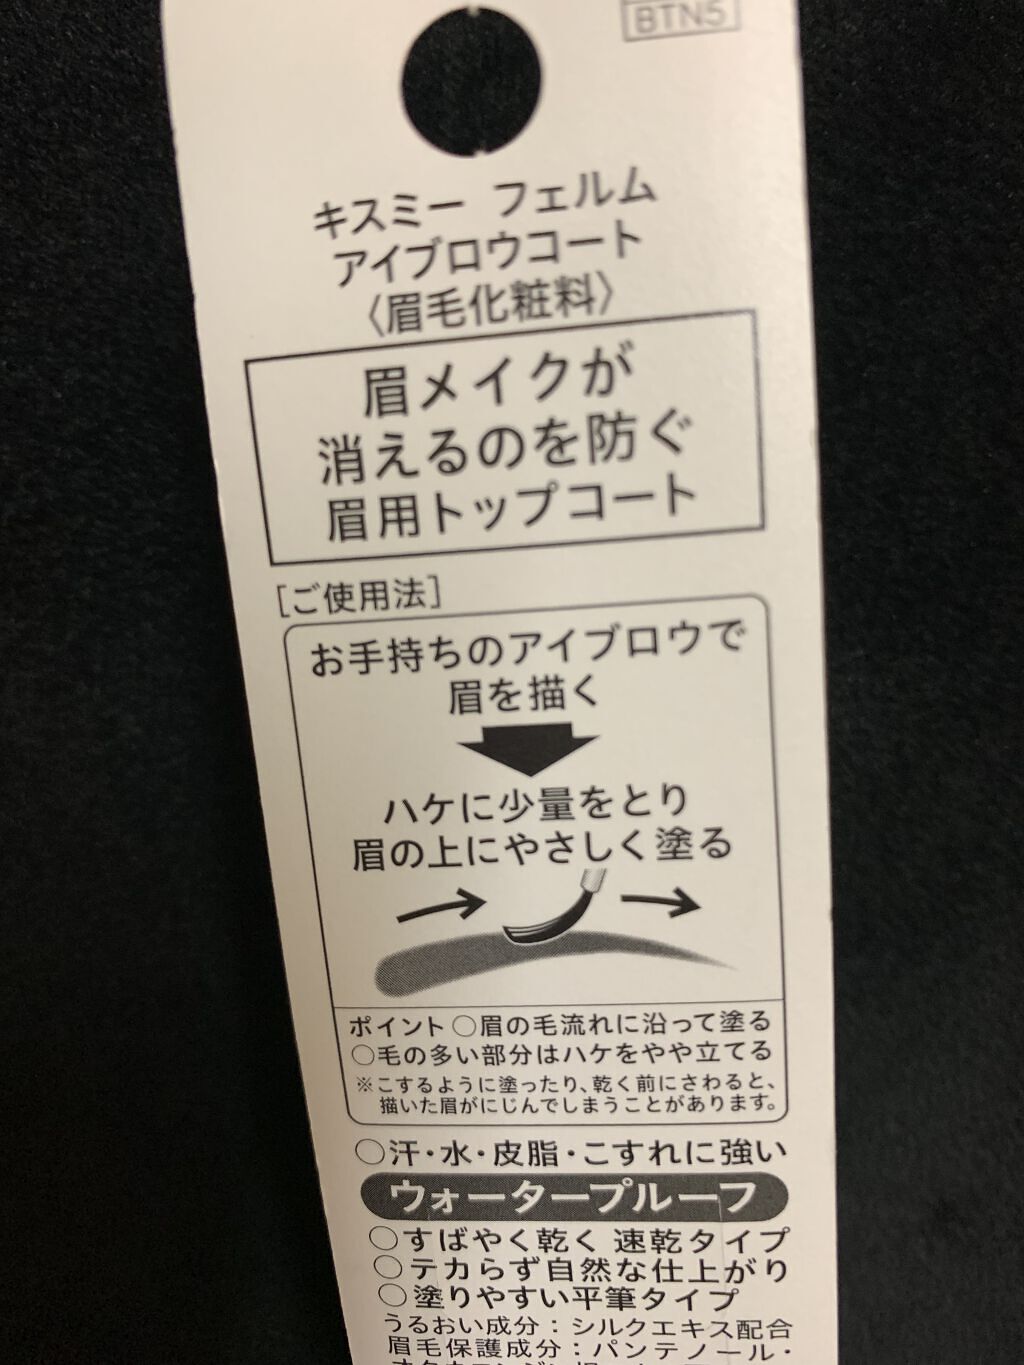 BTN5
キスミー フェルム
アイブロウコート
〈眉毛化粧料〉
眉メイクが
消えるのを防ぐ
眉用トップコート
[ご使用法]
お手持ちのアイブロウで
眉を描く
ハケに少量をとり
眉の上にやさしく塗る
ポイント ○眉の毛流れに沿って塗る
○毛の多い部分はハケをやや立てる
※こするように塗ったり、乾く前にさわると、
描いた眉がにじんでしまうことがあります。
○汗・水・皮脂・こすれに強い
ウォータープルーフ
○すばやく乾く 速乾タイプ
○テカらず自然な仕上がり
○塗りやすい平筆タイプ
うるおい成分：シルクエキス配合
眉毛保護成分：パンテノール・